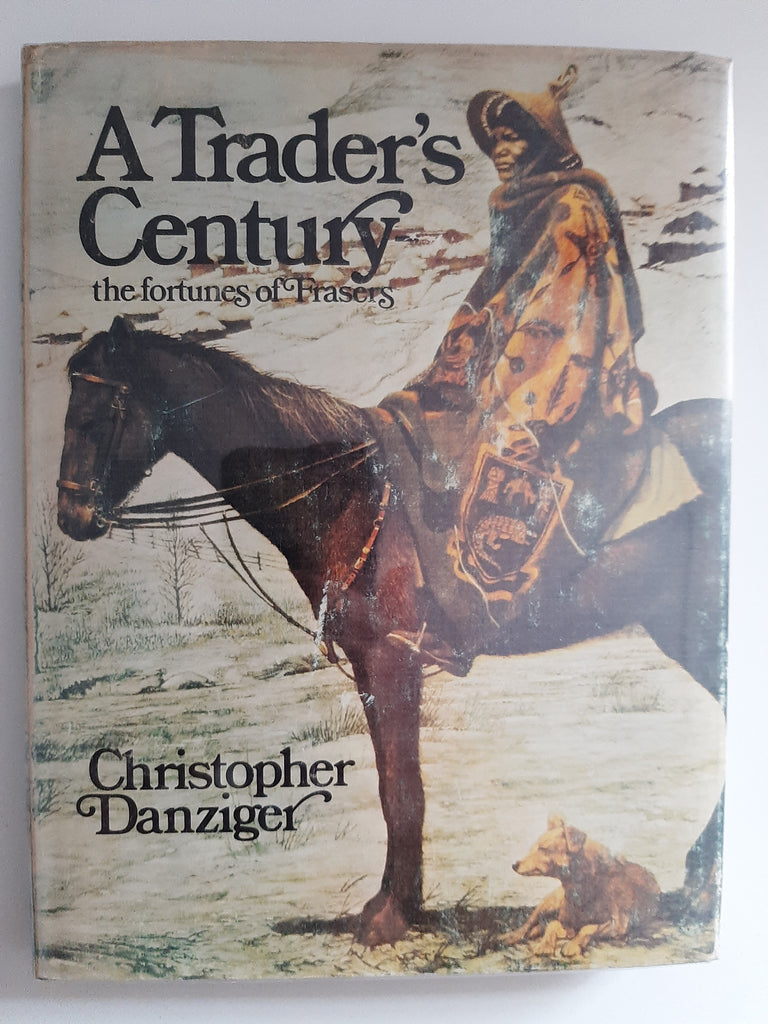 A Trader's
Century
the fortunes of Frasers
Christopher
Danziger